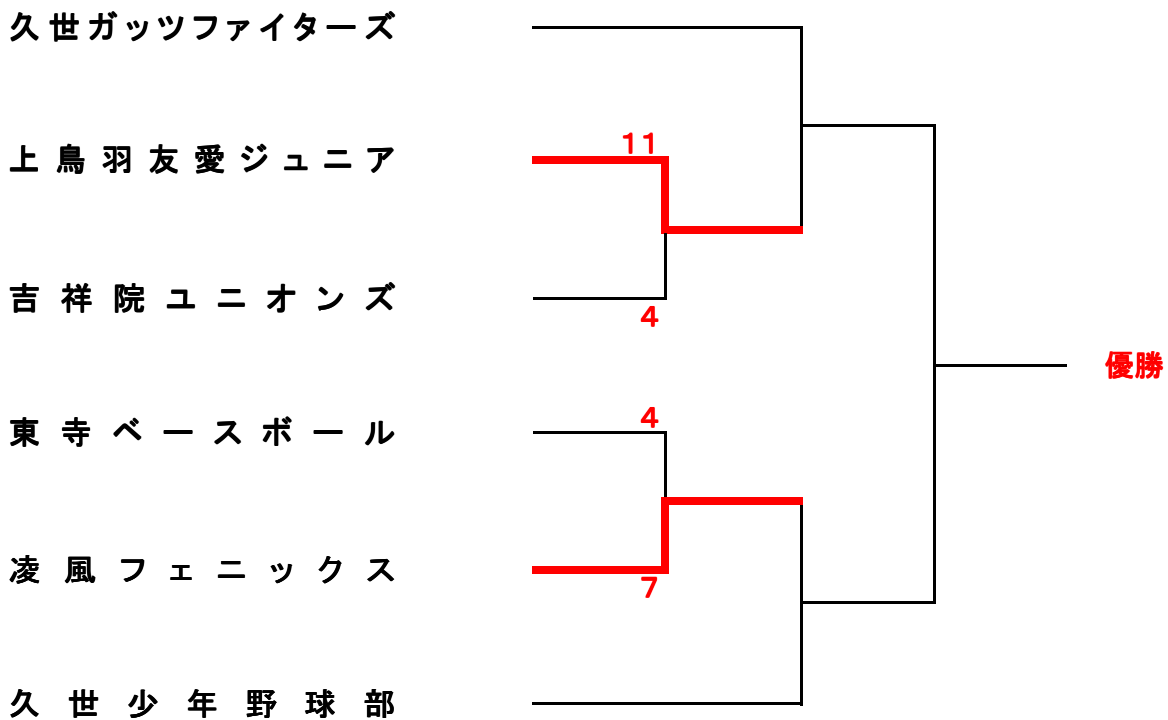 久世ガッツファイターズ
11
上鳥羽友愛ジュニア
吉祥院ユニオンズ
4
優勝
4
東寺ベースボール
凌風フェニックス
7
久世少年野球部